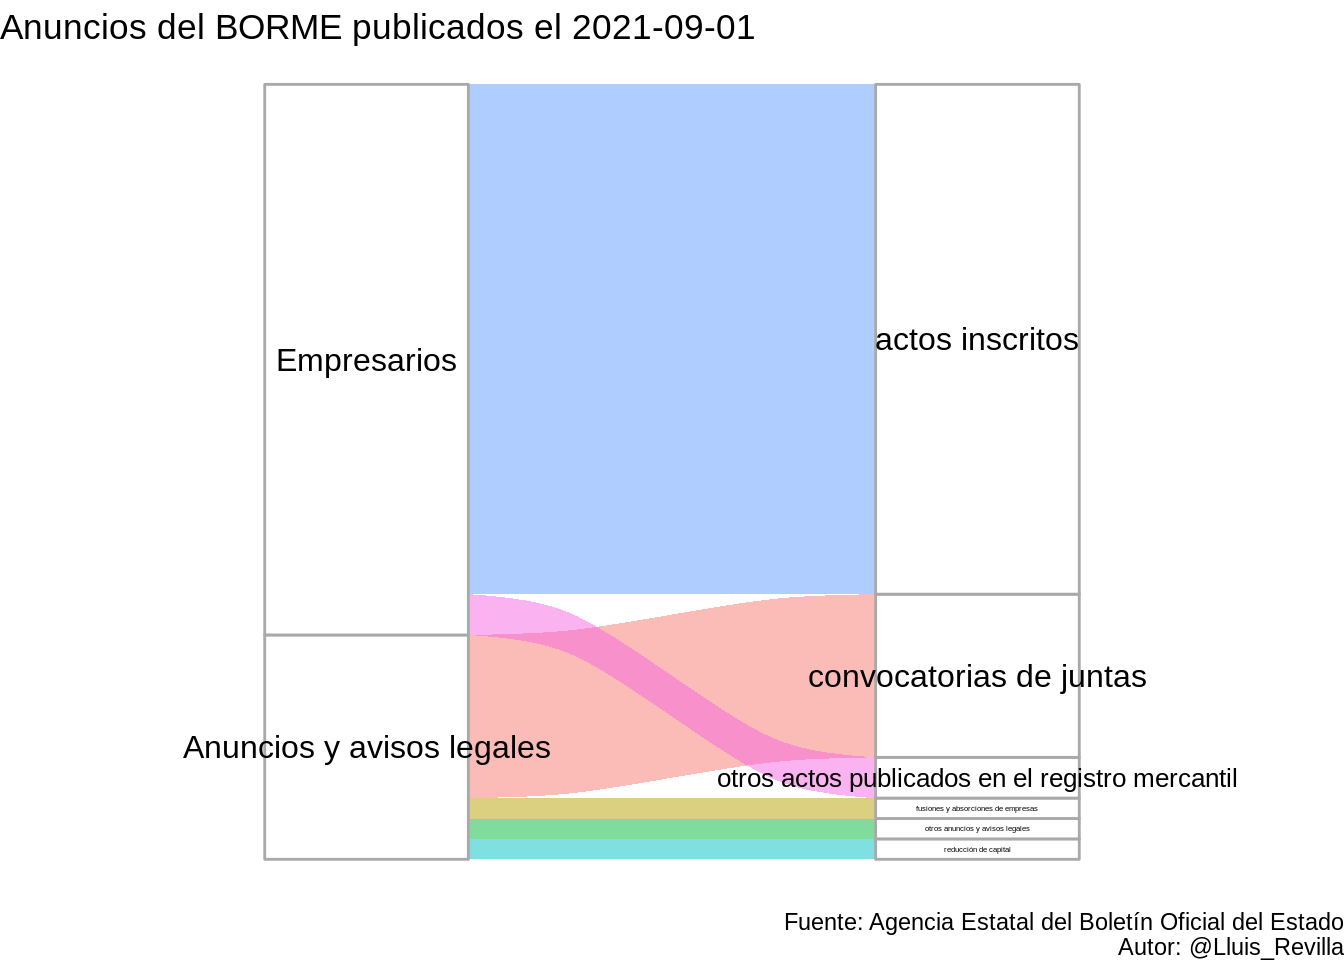 Anuncios del BORME publicados el 2021-09-01
Empresarios
actos inscritos
convocatorias de juntas
Anuncios y avisos legales
otros actos publicados en el registro mercantil
fusiones y absorciones de empresas
otros anuncios y avisos legales
reducción de capital
Fuente: Agencia Estatal del Boletín Oficial del Estado
Autor: @Lluis_Revilla